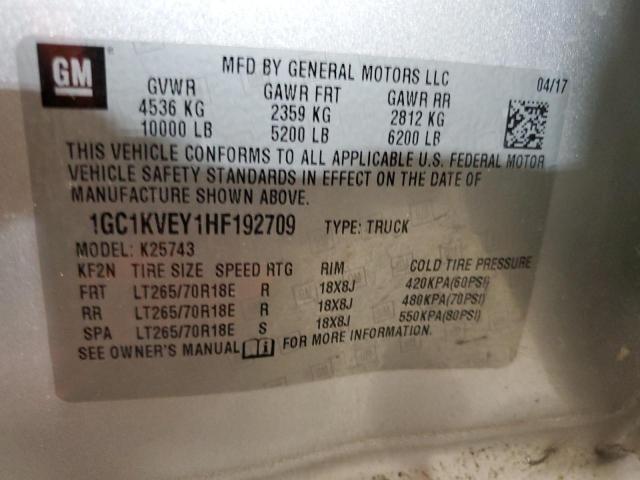 GM
MFD BY GENERAL MOTORS LLC 04/17
GVWR GAWR FRT GAWR RR
4536 KG 2359 KG 2812 KG
10000 LB 5200 LB 6200 LB
THIS VEHICLE CONFORMS TO ALL APPLICABLE U.S. FEDERAL MOTOR
VEHICLE SAFETY STANDARDS IN EFFECT ON THE DATE OF
MANUFACTURE SHOWN ABOVE.
1GC1KVEY1HF192709 TYPE: TRUCK
MODEL: K25743
KF2N TIRE SIZE SPEED RTG RIM COLD TIRE PRESSURE
FRT LT265/70R18E R 18X8J 420KPA(60PSI)
RR LT265/70R18E R 18X8J 480KPA(70PSI)
SPA LT265/70R18E S 18X8J 550KPA(80PSI)
SEE OWNER'S MANUAL FOR MORE INFORMATION.